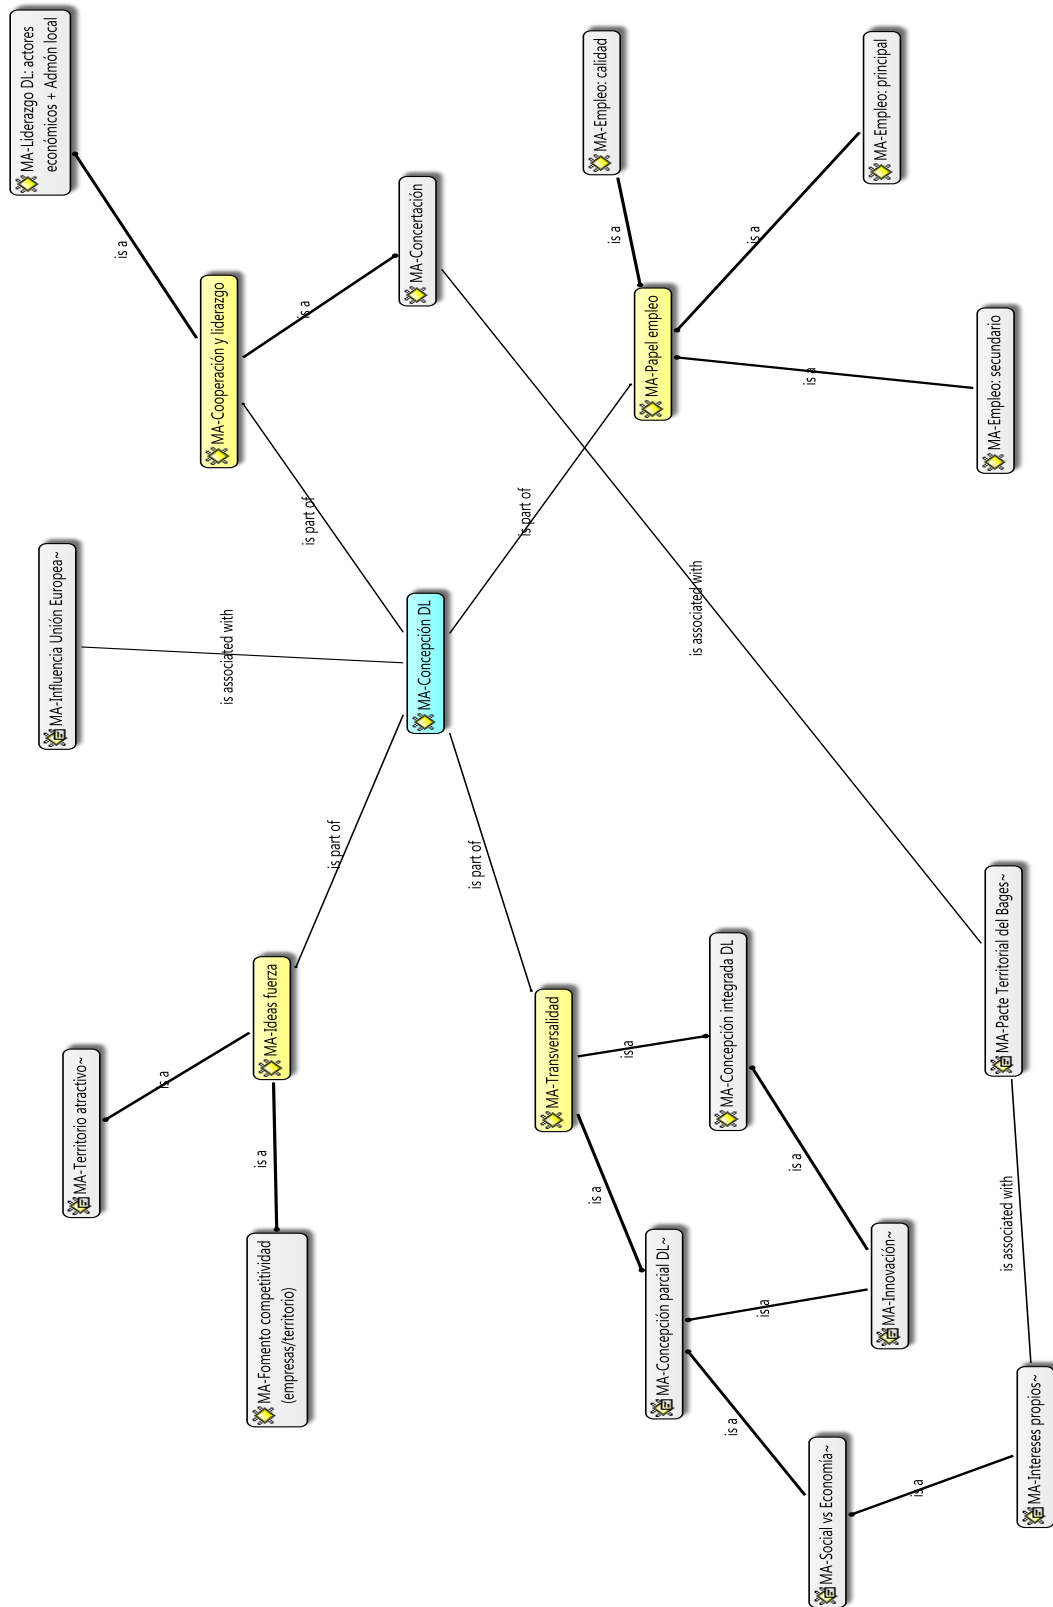 MA-Liderazgo DL: actores
económicos + Admón local
is a
MA-Cooperación y liderazgo
is a
MA-Concertación
MA-Empleo: calidad
is a
MA-Empleo: principal
is a
MA-Papel empleo
is a
MA-Empleo: secundario
is part of
is part of
MA-Influencia Unión Europea~
is associated with
MA-Concepción DL
is associated with
is part of
is part of
MA-Ideas fuerza
is a
MA-Territorio atractivo~
is a
MA-Fomento competitividad
(empresas/territorio)
MA-Transversalidad
is a
MA-Concepción integrada DL
is a
MA-Concepción parcial DL~
is a
is a
MA-Innovación~
is a
MA-Social vs Economía~
is a
MA-Pacte Territorial del Bages~
is associated with
MA-Intereses propios~